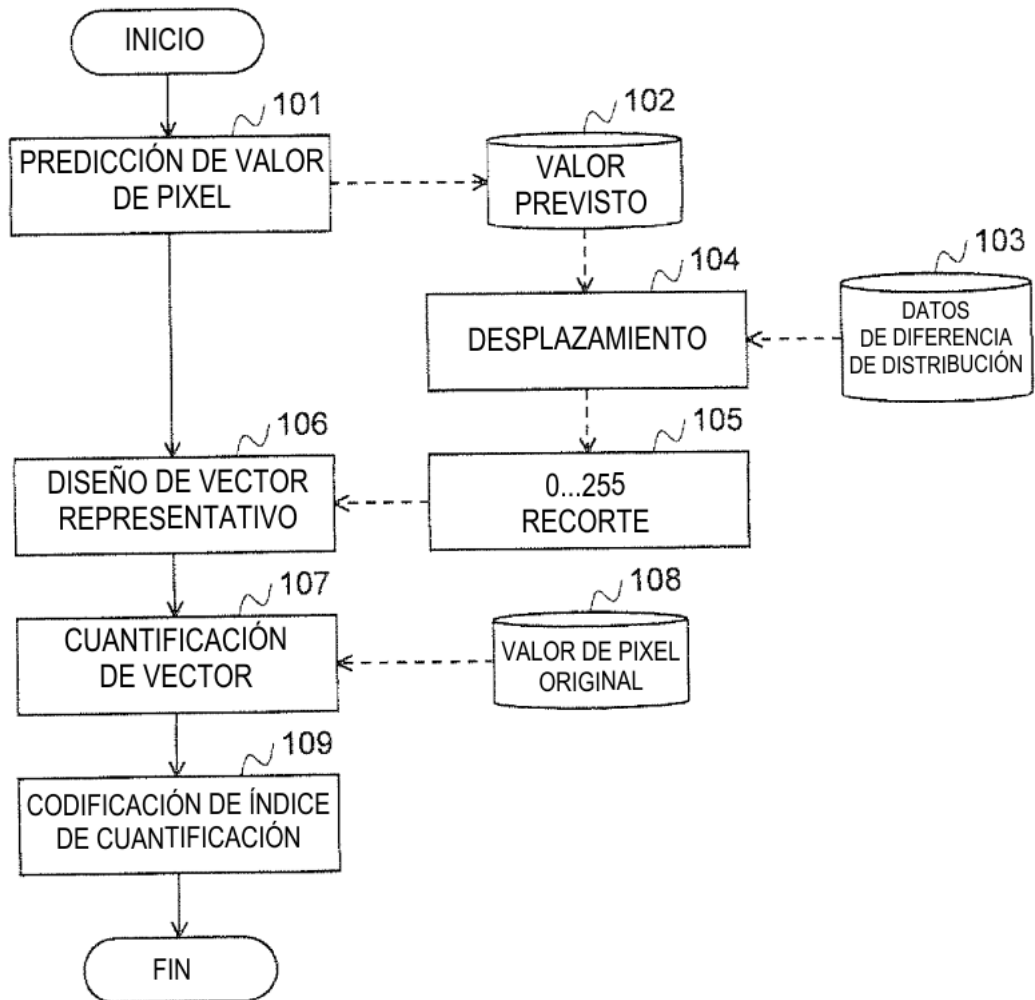 INICIO
101
PREDICCIÓN DE VALOR
DE PIXEL
102
VALOR
PREVISTO
103
DATOS
DE DIFERENCIA
DE DISTRIBUCIÓN
104
DESPLAZAMIENTO
105
0...255
RECORTE
106
DISEÑO DE VECTOR
REPRESENTATIVO
107
CUANTIFICACIÓN
DE VECTOR
108
VALOR DE PIXEL
ORIGINAL
109
CODIFICACIÓN DE ÍNDICE
DE CUANTIFICACIÓN
FIN